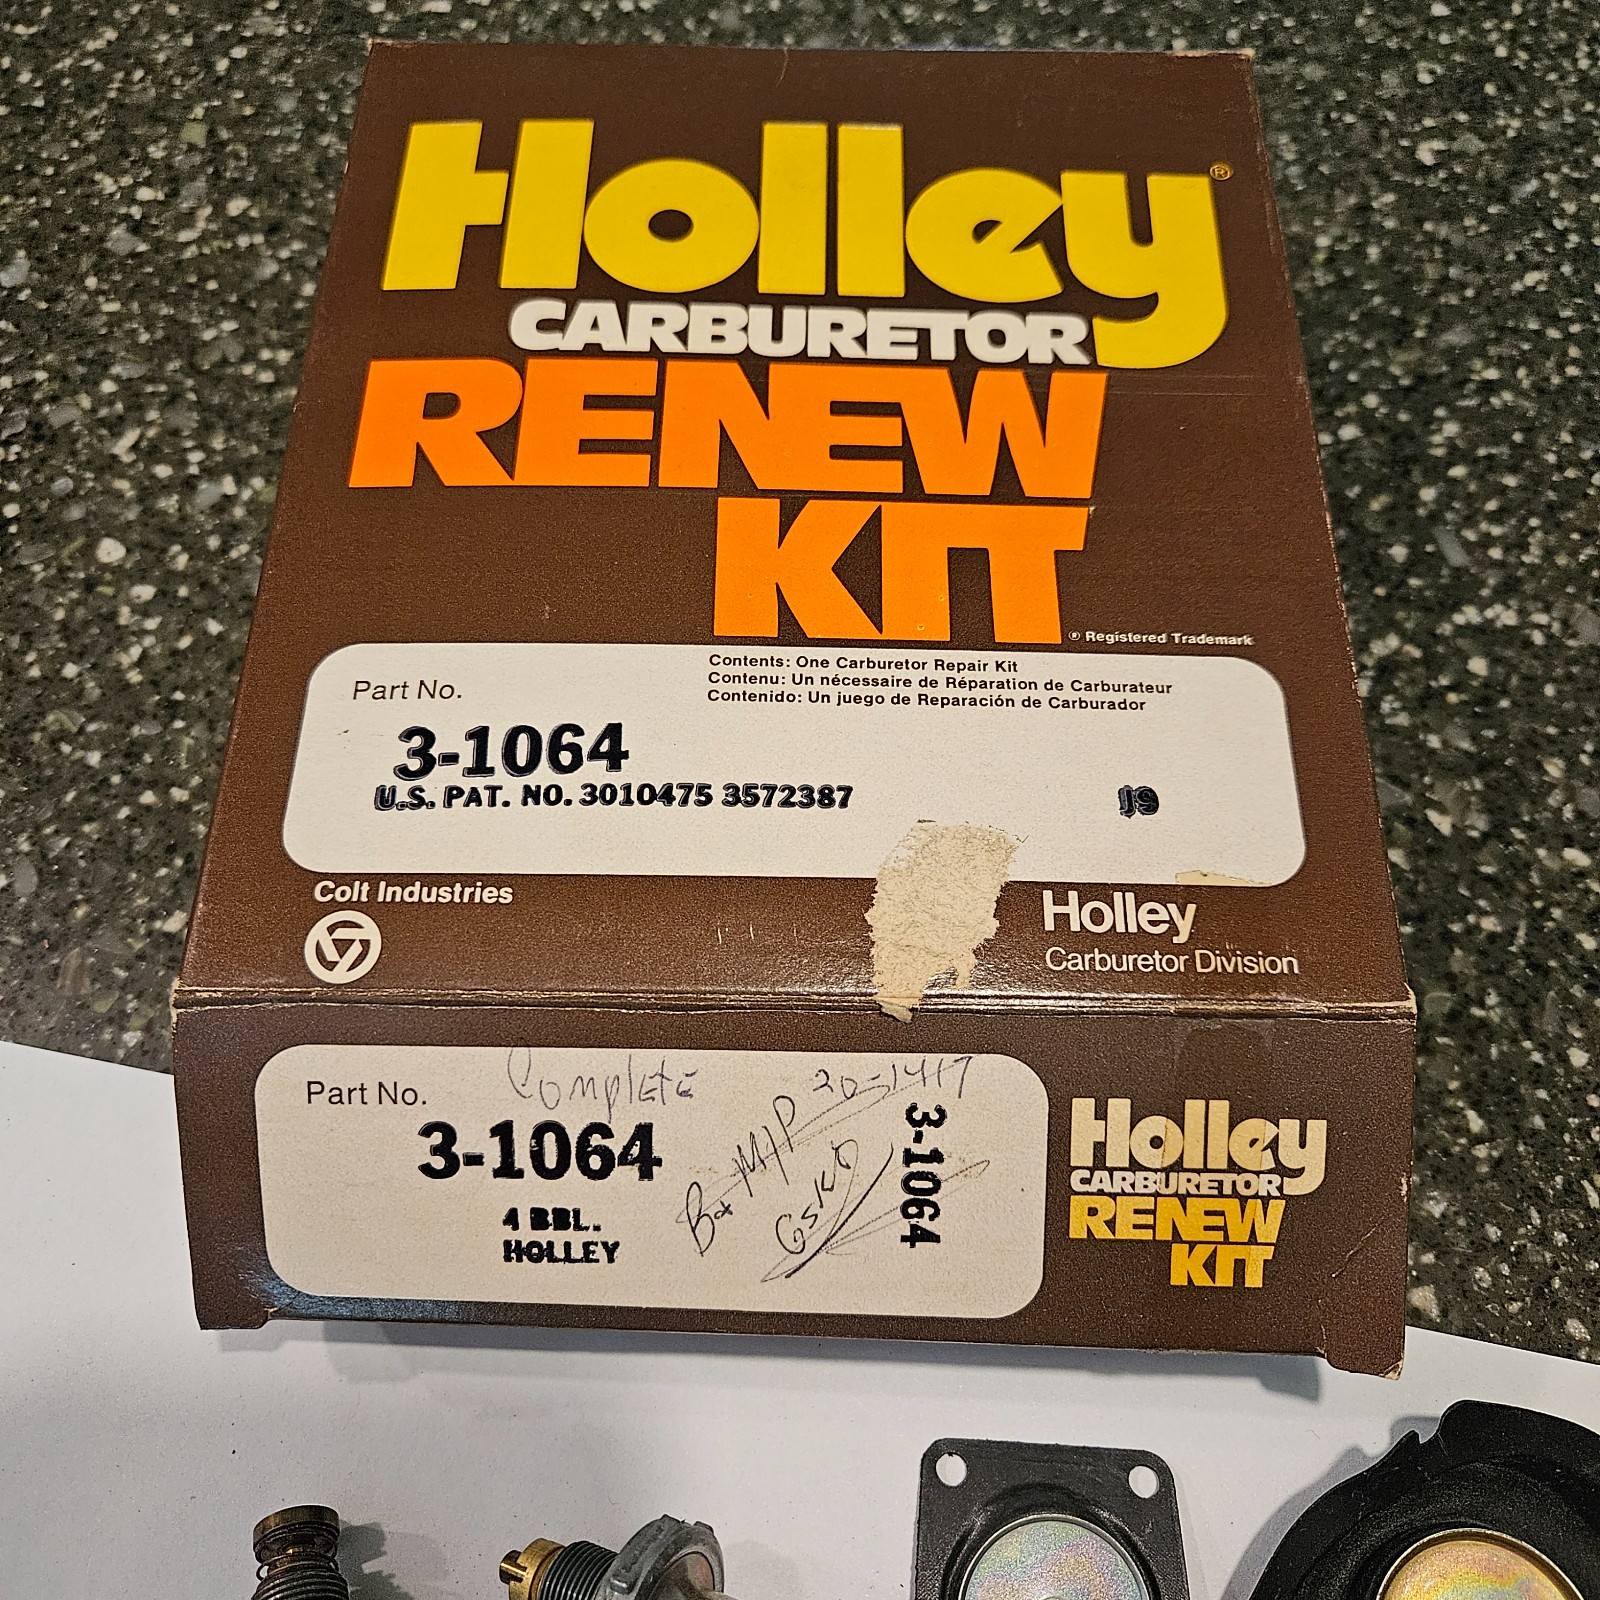 Holley®
CARBURETOR
RENEW
KIT
® Registered Trademark
Contents: One Carburetor Repair Kit
Contenu: Un nécessaire de Réparation de Carburateur
Contenido: Un juego de Reparación de Carburador
Part No.
3-1064
U.S. PAT. NO. 3010475 3572387
J9
Colt Industries
Holley
Carburetor Division
Part No.
Complete
20-1417
3-1064
3-1064
4 BBL.
HOLLEY
Holley
CARBURETOR
RENEW
KIT